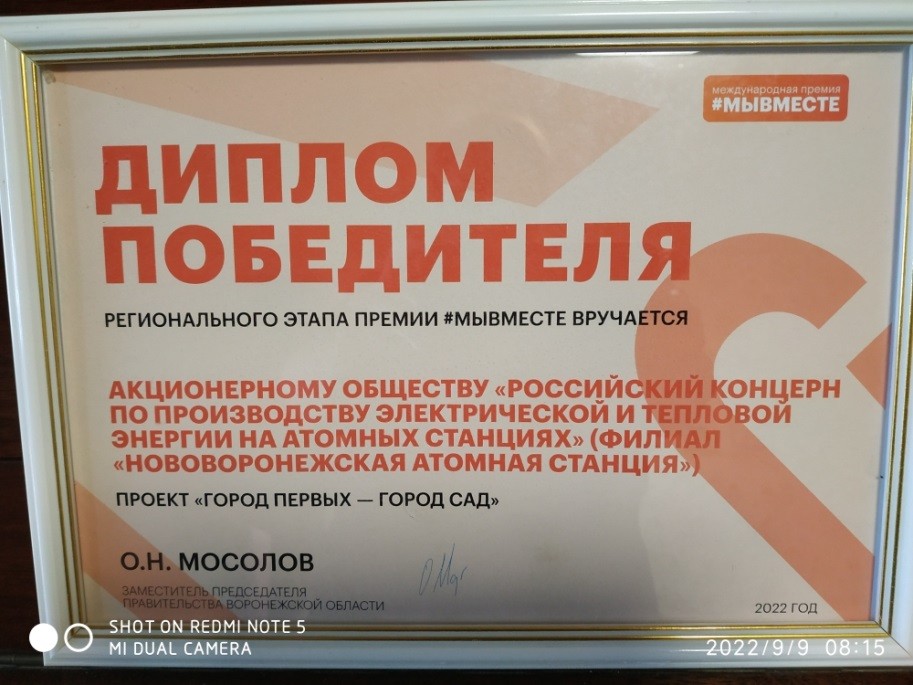 международная премия
#МЫВМЕСТЕ
ДИПЛОМ
ПОБЕДИТЕЛЯ
РЕГИОНАЛЬНОГО ЭТАПА ПРЕМИИ #МЫВМЕСТЕ ВРУЧАЕТСЯ
АКЦИОНЕРНОМУ ОБЩЕСТВУ «РОССИЙСКИЙ КОНЦЕРН
ПО ПРОИЗВОДСТВУ ЭЛЕКТРИЧЕСКОЙ И ТЕПЛОВОЙ
ЭНЕРГИИ НА АТОМНЫХ СТАНЦИЯХ» (ФИЛИАЛ
«НОВОВОРОНЕЖСКАЯ АТОМНАЯ СТАНЦИЯ»)
ПРОЕКТ «ГОРОД ПЕРВЫХ — ГОРОД САД»
О.Н. МОСОЛОВ
ЗАМЕСТИТЕЛЬ ПРЕДСЕДАТЕЛЯ
ПРАВИТЕЛЬСТВА ВОРОНЕЖСКОЙ ОБЛАСТИ
2022 ГОД
SHOT ON REDMI NOTE 5
MI DUAL CAMERA
2022/9/9 08:15